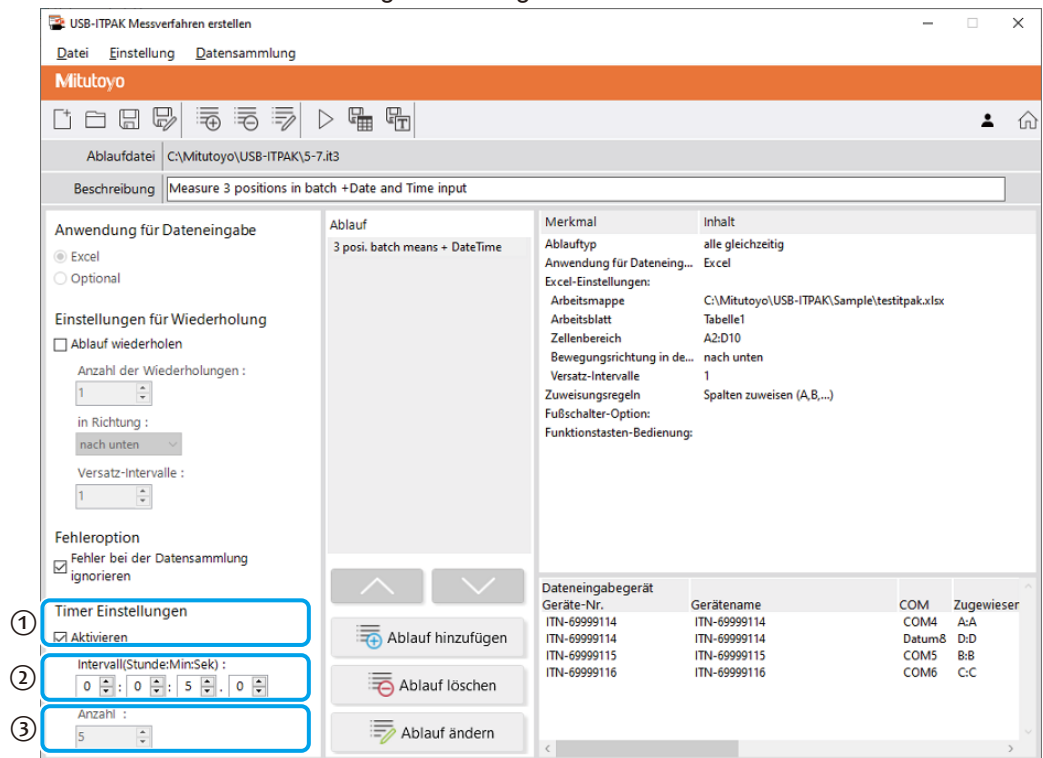 USB-ITPAK Messverfahren erstellen
Datei Einstellung Datensammlung
Mitutoyo
Ablaufdatei C:\Mitutoyo\USB-ITPAK\5-7.it3
Beschreibung Measure 3 positions in batch +Date and Time input
Anwendung für Dateneingabe
Excel
Optional
Einstellungen für Wiederholung
Ablauf wiederholen
Anzahl der Wiederholungen :
1
in Richtung :
nach unten
Versatz-Intervalle :
1
Fehleroption
Fehler bei der Datensammlung
ignorieren
① Timer Einstellungen
Aktivieren
② Intervall(Stunde:Min:Sek) :
0 : 0 : 5 . 0
③ Anzahl :
5
Ablauf
3 posi. batch means + DateTime
Ablauf hinzufügen
Ablauf löschen
Ablauf ändern
Merkmal Inhalt
Ablauftyp alle gleichzeitig
Anwendung für Dateneing... Excel
Excel-Einstellungen:
Arbeitsmappe C:\Mitutoyo\USB-ITPAK\Sample\testitpak.xlsx
Arbeitsblatt Tabelle1
Zellenbereich A2:D10
Bewegungsrichtung in de... nach unten
Versatz-Intervalle 1
Zuweisungsregeln Spalten zuweisen (A,B,...)
Fußschalter-Option:
Funktionstasten-Bedienung:
Dateneingabegerät
Geräte-Nr. Gerätename COM Zugewieser
ITN-69999114 ITN-69999114 COM4 A:A
ITN-69999114 ITN-69999114 Datum& D:D
ITN-69999115 ITN-69999115 COM5 B:B
ITN-69999116 ITN-69999116 COM6 C:C